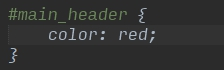 #main_header {
    color: red;
}